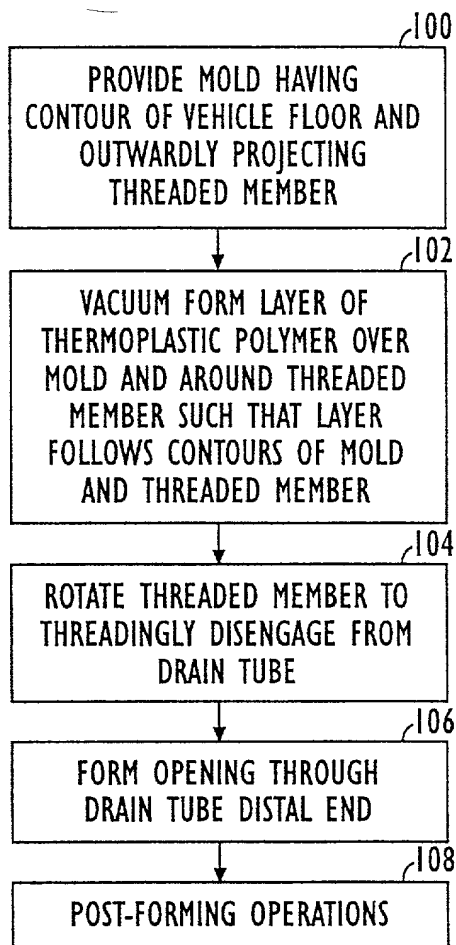 100
PROVIDE MOLD HAVING
CONTOUR OF VEHICLE FLOOR AND
OUTWARDLY PROJECTING
THREADED MEMBER
102
VACUUM FORM LAYER OF
THERMOPLASTIC POLYMER OVER
MOLD AND AROUND THREADED
MEMBER SUCH THAT LAYER
FOLLOWS CONTOURS OF MOLD
AND THREADED MEMBER
104
ROTATE THREADED MEMBER TO
THREADINGLY DISENGAGE FROM
DRAIN TUBE
106
FORM OPENING THROUGH
DRAIN TUBE DISTAL END
108
POST-FORMING OPERATIONS